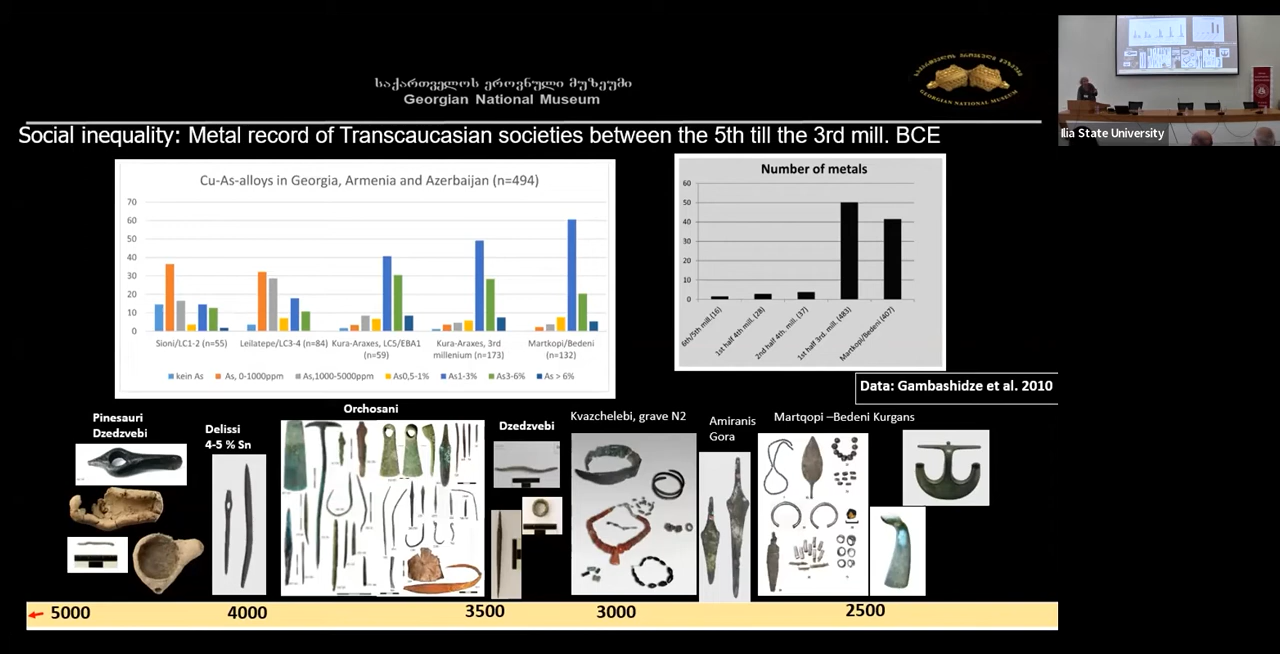 საქართველოს ეროვნული მუზეუმი
Georgian National Museum
GEORGIAN NATIONAL MUSEUM
Ilia State University
Social inequality: Metal record of Transcaucasian societies between the 5th till the 3rd mill. BCE
Cu-As-alloys in Georgia, Armenia and Azerbaijan (n=494)
70
60
50
40
30
20
10
0
Sioni/LC1-2 (n=55)
Leilatepe/LC3-4 (n=84)
Kura-Araxes, LC5/EBA1
(n=59)
Kura-Araxes, 3rd
millenium (n=173)
Martkopi/Bedeni
(n=132)
kein As
As, 0-1000ppm
As,1000-5000ppm
As0,5-1%
As1-3%
As3-6%
As > 6%
Number of metals
60
50
40
30
20
10
0
6th/5th mill.(16)
1st half 4th mill. (28)
2nd half 4th. mill. (37)
1st half 3rd. mill. (483)
Martkopi/Bedeni (407)
Data: Gambashidze et al. 2010
Pinesauri
Dzedzvebi
Delissi
4-5 % Sn
Orchosani
Dzedzvebi
Kvazchelebi, grave N2
Amiranis
Gora
Martqopi –Bedeni Kurgans
5000
4000
3500
3000
2500